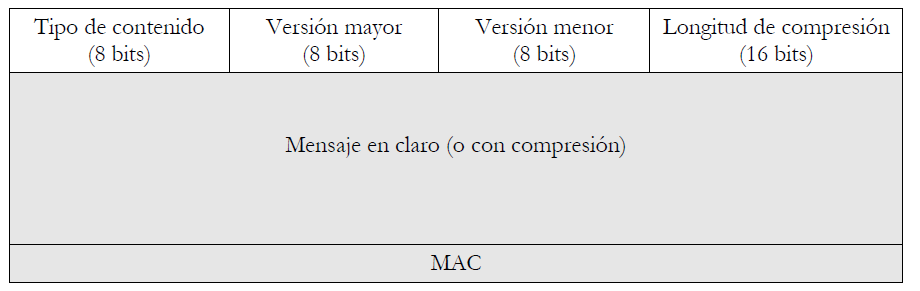 Tipo de contenido
(8 bits)
Versión mayor
(8 bits)
Versión menor
(8 bits)
Longitud de compresión
(16 bits)
Mensaje en claro (o con compresión)
MAC